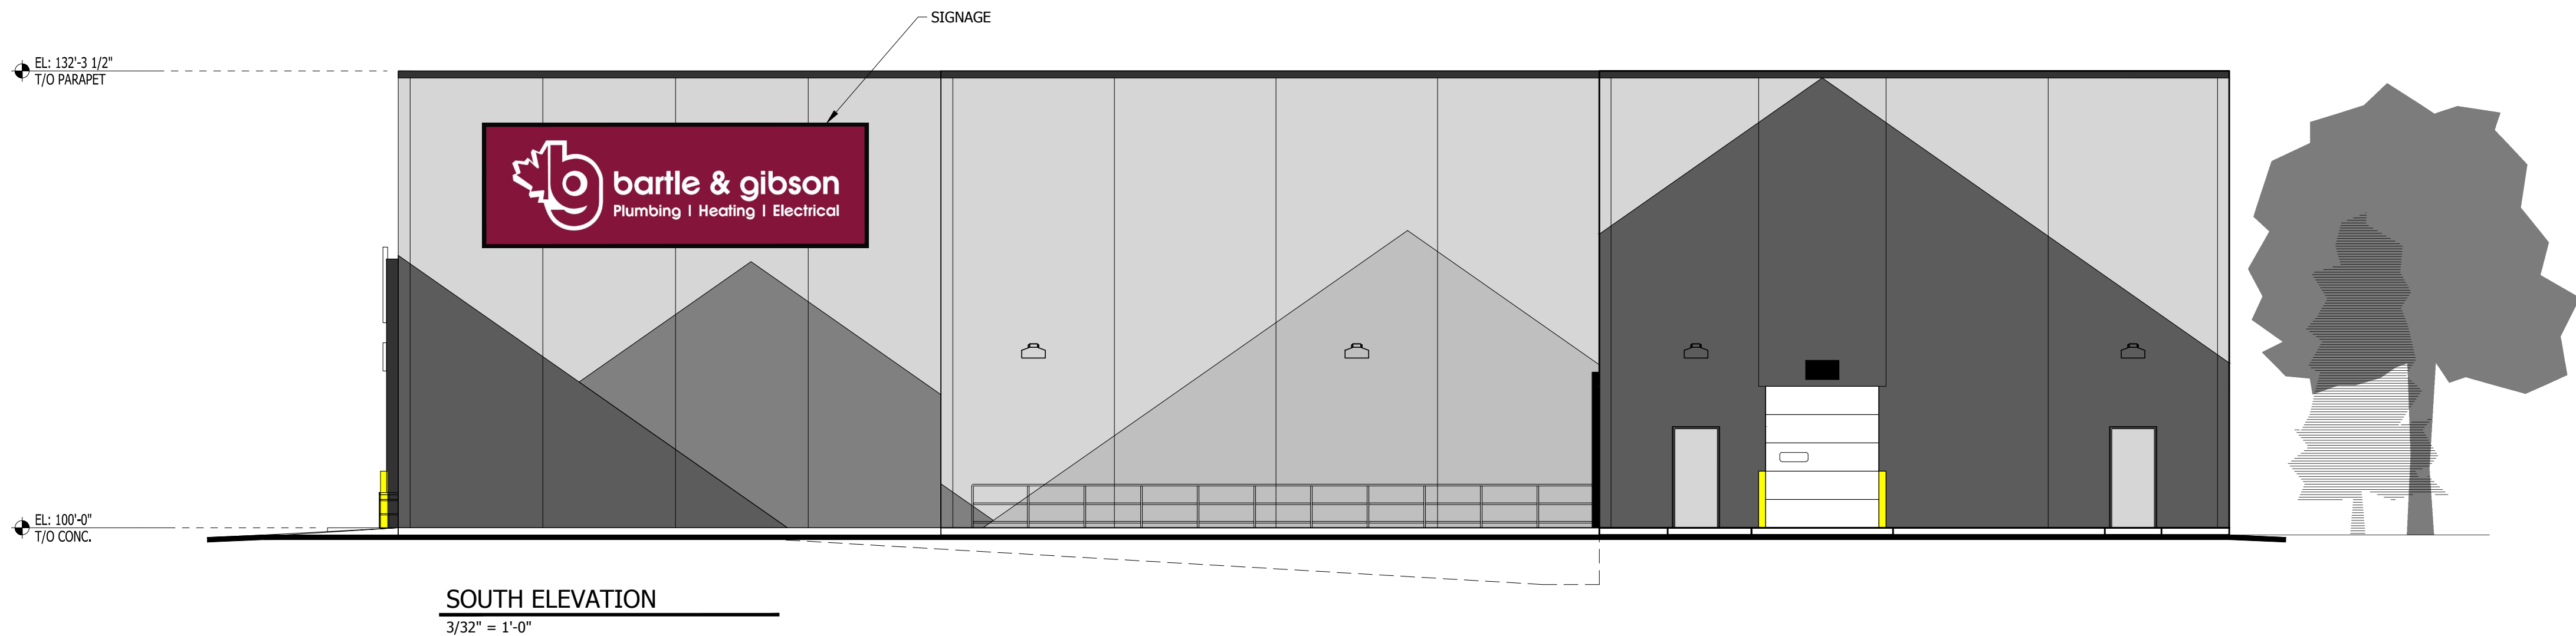 SIGNAGE
EL: 132'-3 1/2"
T/O PARAPET
bartle & gibson
Plumbing | Heating | Electrical
EL: 100'-0"
T/O CONC.
SOUTH ELEVATION
3/32" = 1'-0"